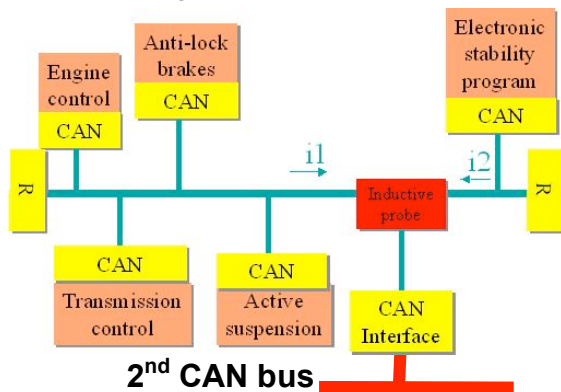 Anti-lock
brakes
CAN
Electronic
stability
program
CAN
Engine
control
CAN
i1
i2
R
Inductive
probe
R
CAN
Transmission
control
CAN
Active
suspension
CAN
Interface
2nd CAN bus